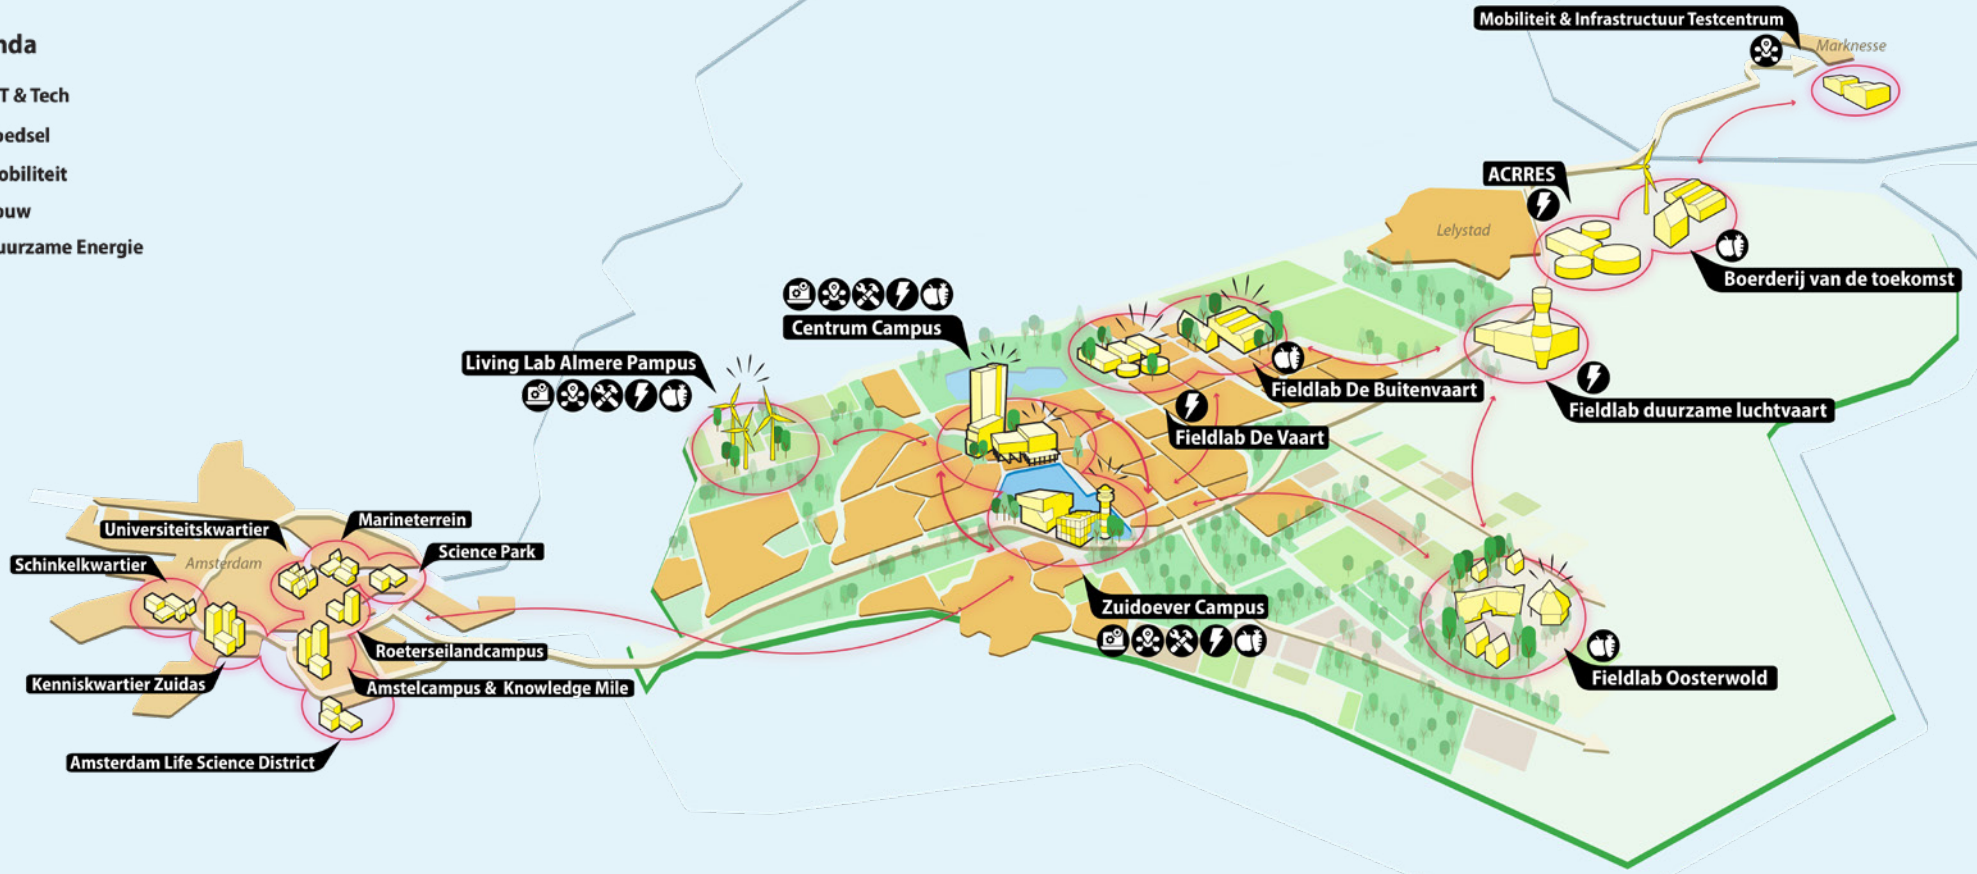 nda
T & Tech
oedsel
obiliteit
ouw
uurzame Energie
Mobiliteit & Infrastructuur Testcentrum
Marknesse
ACRRES
Lelystad
Boerderij van de toekomst
Centrum Campus
Living Lab Almere Pampus
Fieldlab De Buitenvaart
Fieldlab duurzame luchtvaart
Fieldlab De Vaart
Marineterrein
Universiteitskwartier
Science Park
Schinkelkwartier
Amsterdam
Zuidoever Campus
Roeterseilandcampus
Fieldlab Oosterwold
Kenniskwartier Zuidas
Amstelcampus & Knowledge Mile
Amsterdam Life Science District